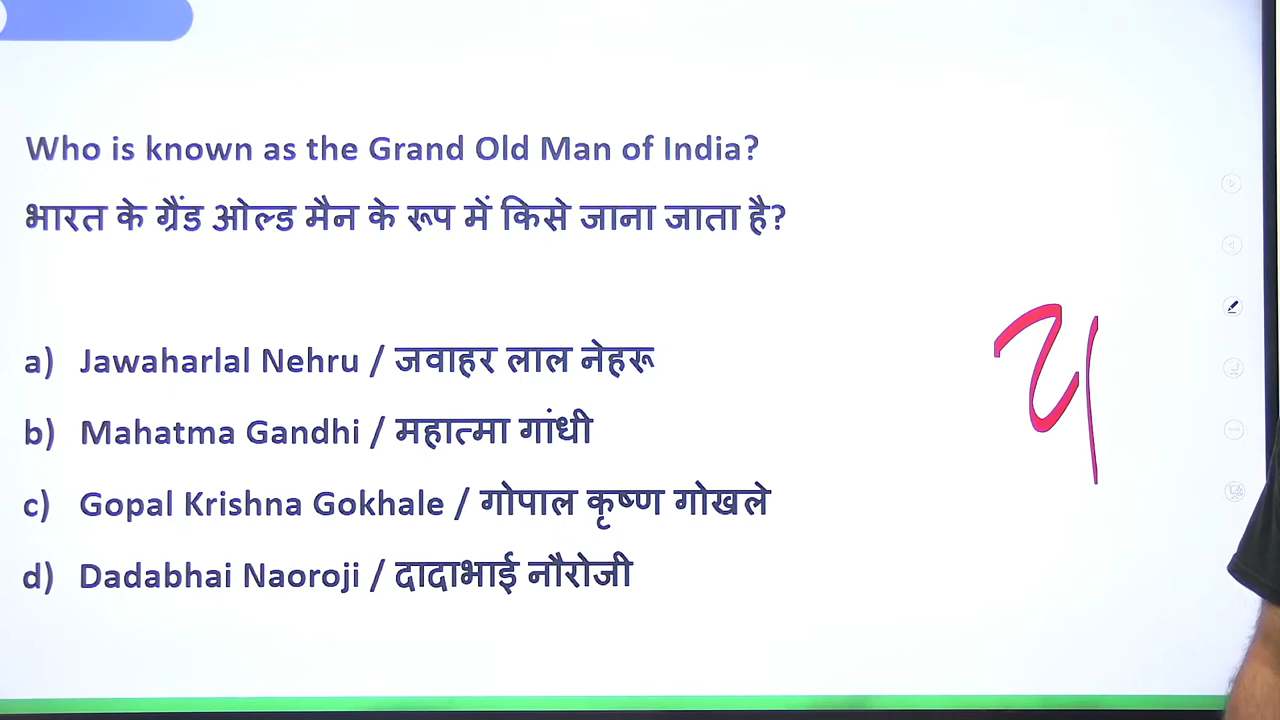 Who is known as the Grand Old Man of India?
भारत के ग्रैंड ओल्ड मैन के रूप में किसे जाना जाता है?
a) Jawaharlal Nehru / जवाहर लाल नेहरू
b) Mahatma Gandhi / महात्मा गांधी
c) Gopal Krishna Gokhale / गोपाल कृष्ण गोखले
d) Dadabhai Naoroji / दादाभाई नौरोजी